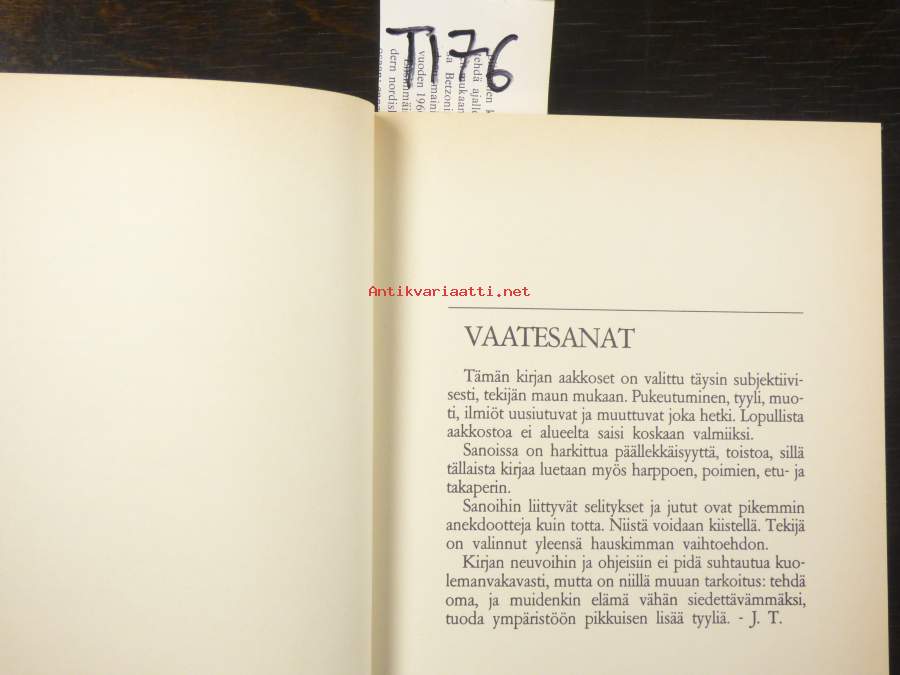 T176
Antikvariaatti.net
VAATESANAT
Tämän kirjan aakkoset on valittu täysin subjektiivi-
sesti, tekijän maun mukaan. Pukeutuminen, tyyli, muo-
ti, ilmiöt uusiutuvat ja muuttuvat joka hetki. Lopullista
aakkostoa ei alueelta saisi koskaan valmiiksi.
Sanoissa on harkittua päällekkäisyyttä, toistoa, sillä
tällaista kirjaa luetaan myös harppoen, poimien, etu- ja
takaperin.
Sanoihin liittyvät selitykset ja jutut ovat pikemmin
anekdootteja kuin totta. Niistä voidaan kiistellä. Tekijä
on valinnut yleensä hauskimman vaihtoehdon.
Kirjan neuvoihin ja ohjeisiin ei pidä suhtautua kuo-
lemanvakavasti, mutta on niillä muuan tarkoitus: tehdä
oma, ja muidenkin elämä vähän siedettävämmäksi,
tuoda ympäristöön pikkuisen lisää tyyliä. - J. T.